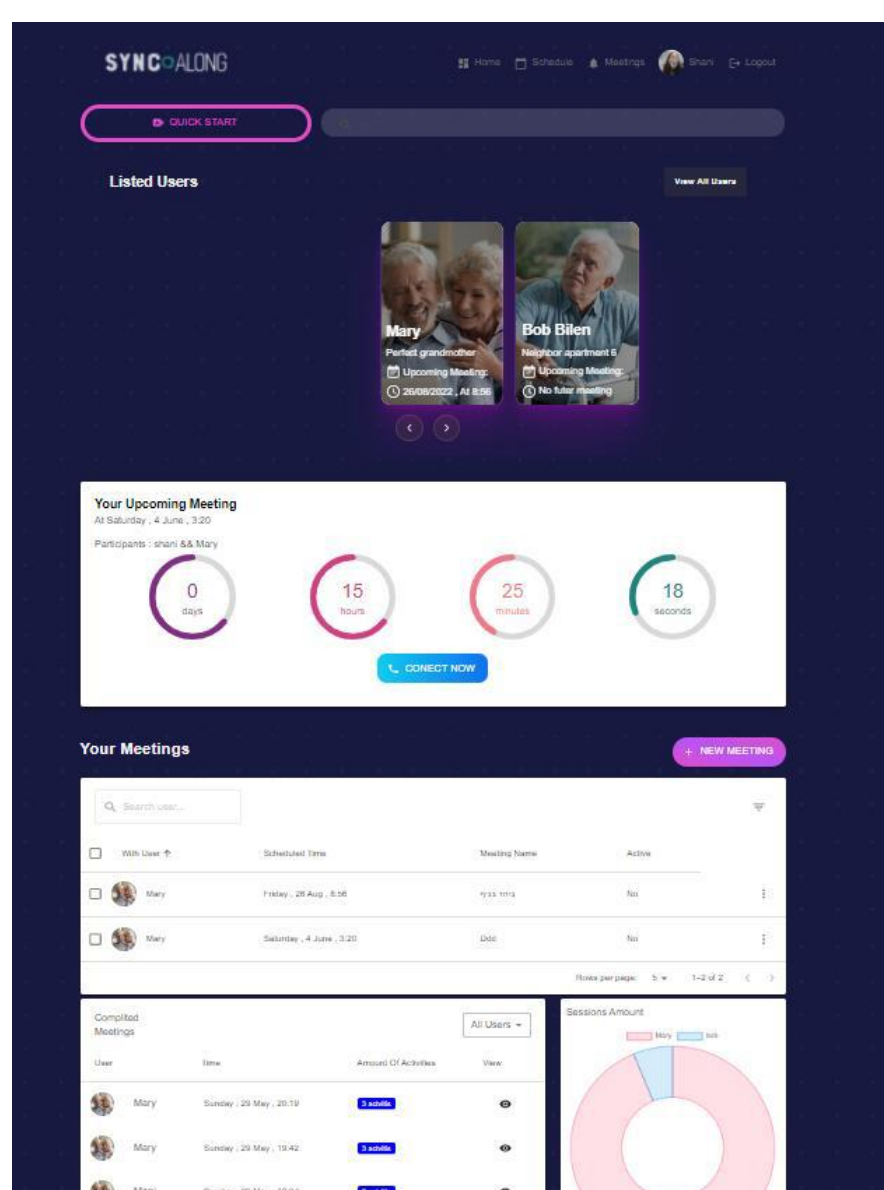 SYNC ALONG
Home Schedule Meetings Shani Logout
QUICK START
Listed Users
View All Users
Mary
Perfect grandmother
Upcoming Meeting:
26/08/2022 , At 8:56
Bob Bilen
Neighbor apartment 6
Upcoming Meeting:
No futer meeting
Your Upcoming Meeting
At Saturday , 4 June , 3:20
Participants : shani && Mary
0
days
15
hours
25
minutes
18
seconds
CONECT NOW
Your Meetings
+ NEW MEETING
Search user...
With User Scheduled Time Meeting Name Active
Mary Friday , 26 Aug , 8:56 No
Mary Saturday , 4 June , 3:20 Ddd No
Rows per page: 5 1–2 of 2
Complited
Meetings
All Users
User Time Amount Of Activities View
Mary Sunday , 29 May , 20:19 3 activitis
Mary Sunday , 29 May , 19:42 3 activitis
Sessions Amount
Mary bob